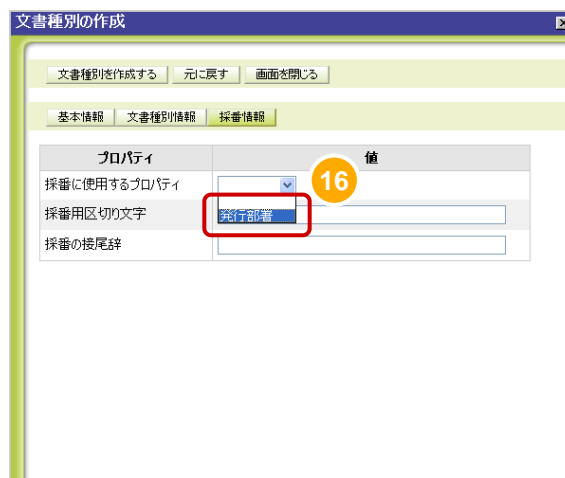 文書種別の作成
文書種別を作成する 元に戻す 画面を閉じる
基本情報 文書種別情報 採番情報
プロパティ 値
採番に使用するプロパティ
16
採番用区切り文字 発行部署
採番の接尾辞